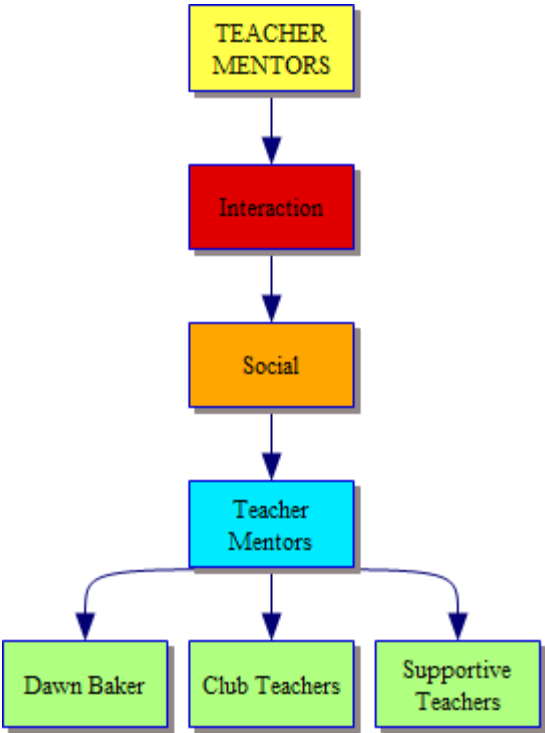 TEACHER
MENTORS
Interaction
Social
Teacher
Mentors
Dawn Baker
Club Teachers
Supportive
Teachers